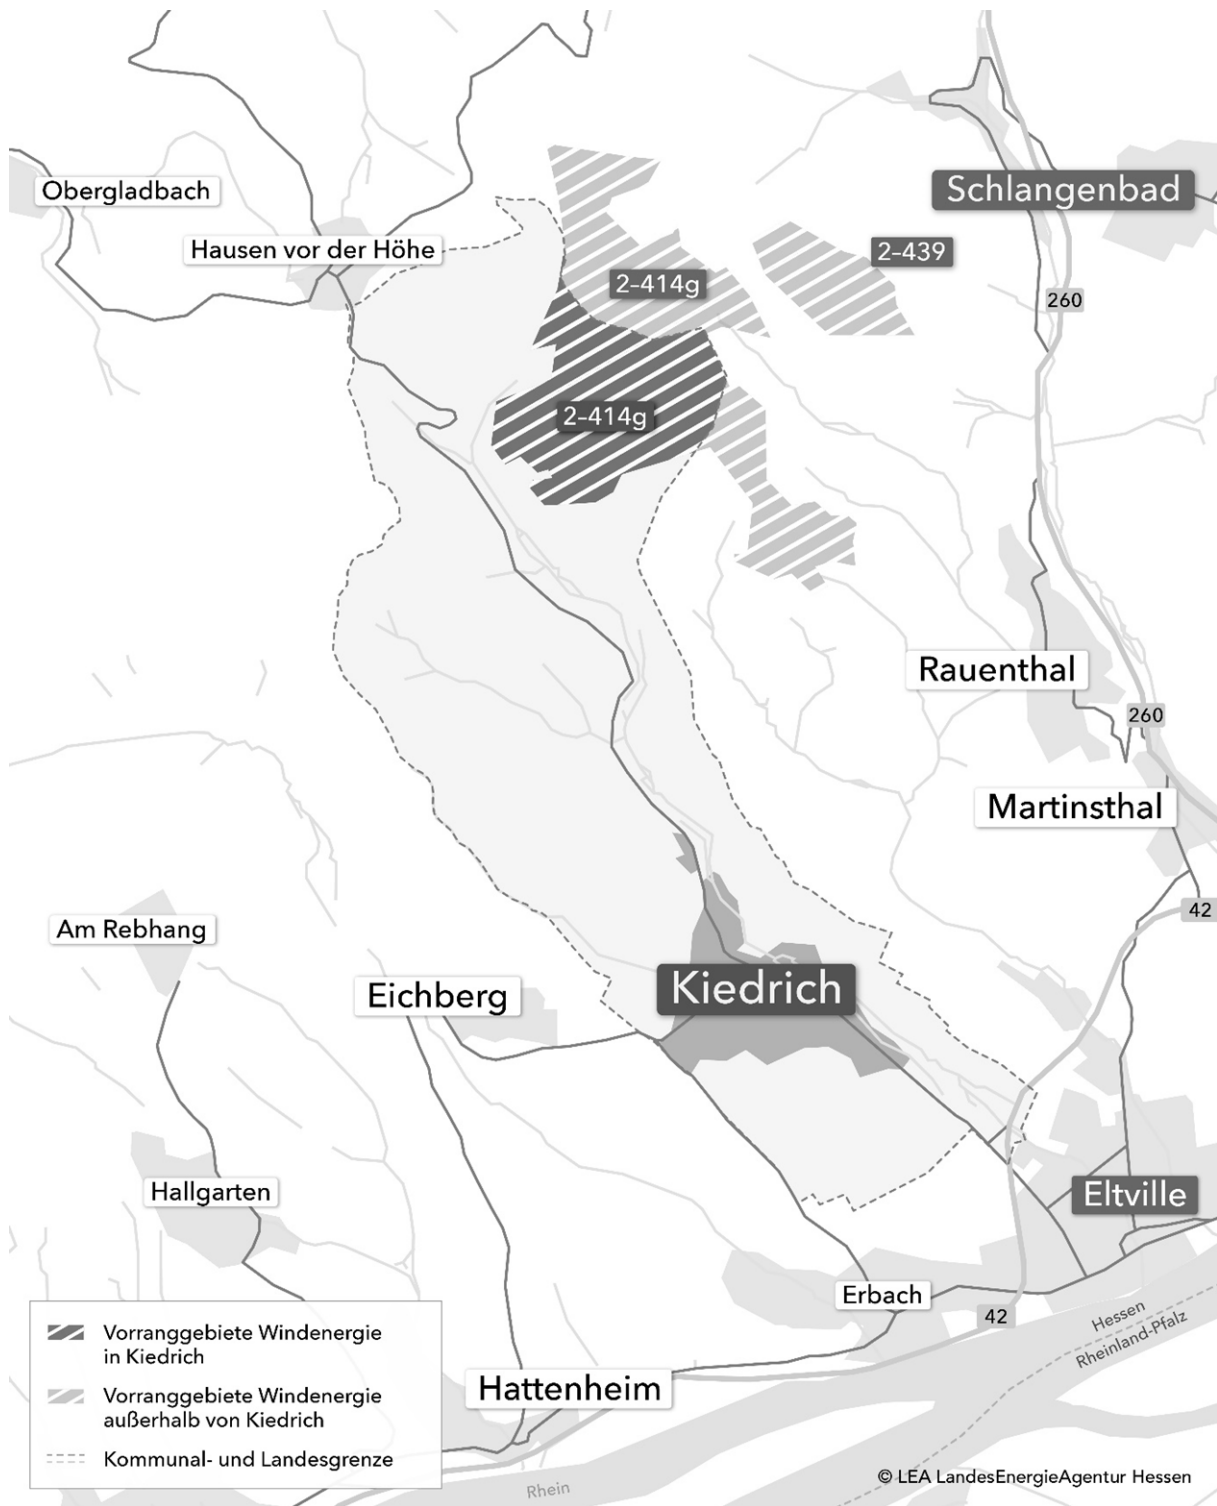 Obergladbach
Schlangenbad
Hausen vor der Höhe
2-439
2-414g
260
2-414g
Rauenthal
260
Martinsthal
42
Am Rebhang
Kiedrich
Eichberg
Hallgarten
Eltville
Erbach
42
Hessen
Rheinland-Pfalz
Vorranggebiete Windenergie
in Kiedrich
Hattenheim
Vorranggebiete Windenergie
außerhalb von Kiedrich
Kommunal- und Landesgrenze
Rhein
© LEA LandesEnergieAgentur Hessen